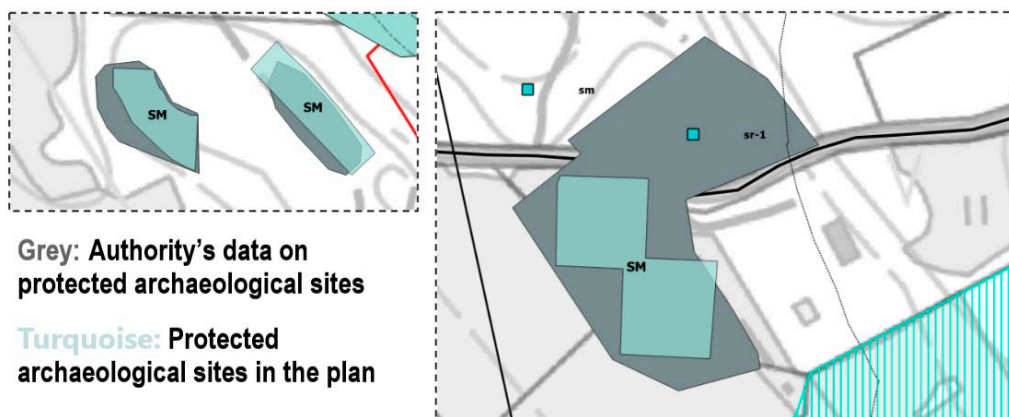 SM
SM
sm
sr-1
SM
Grey: Authority's data on
protected archaeological sites
Turquoise: Protected
archaeological sites in the plan